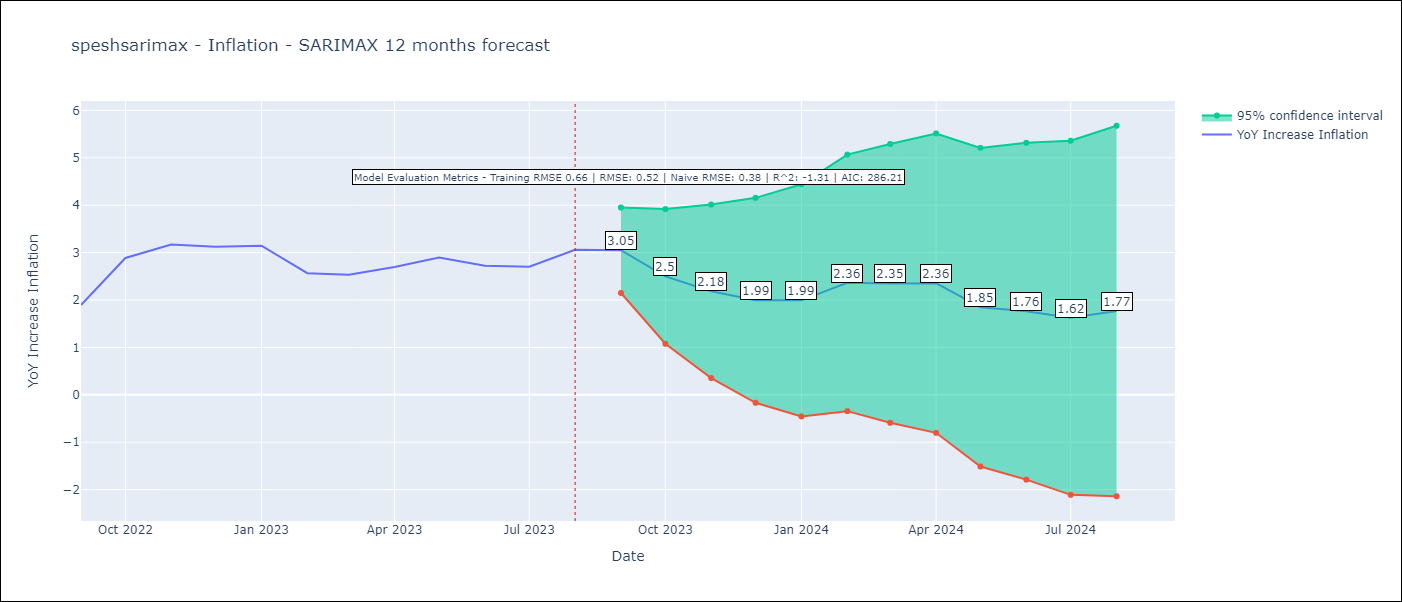 speshsarimax - Inflation - SARIMAX 12 months forecast
95% confidence interval
YoY Increase Inflation
Model Evaluation Metrics - Training RMSE 0.66 | RMSE: 0.52 | Naive RMSE: 0.38 | R^2: -1.31 | AIC: 286.21
YoY Increase Inflation
6
5
4
3
2
1
0
−1
−2
3.05
2.5
2.18
1.99
1.99
2.36
2.35
2.36
1.85
1.76
1.62
1.77
Oct 2022
Jan 2023
Apr 2023
Jul 2023
Oct 2023
Jan 2024
Apr 2024
Jul 2024
Date